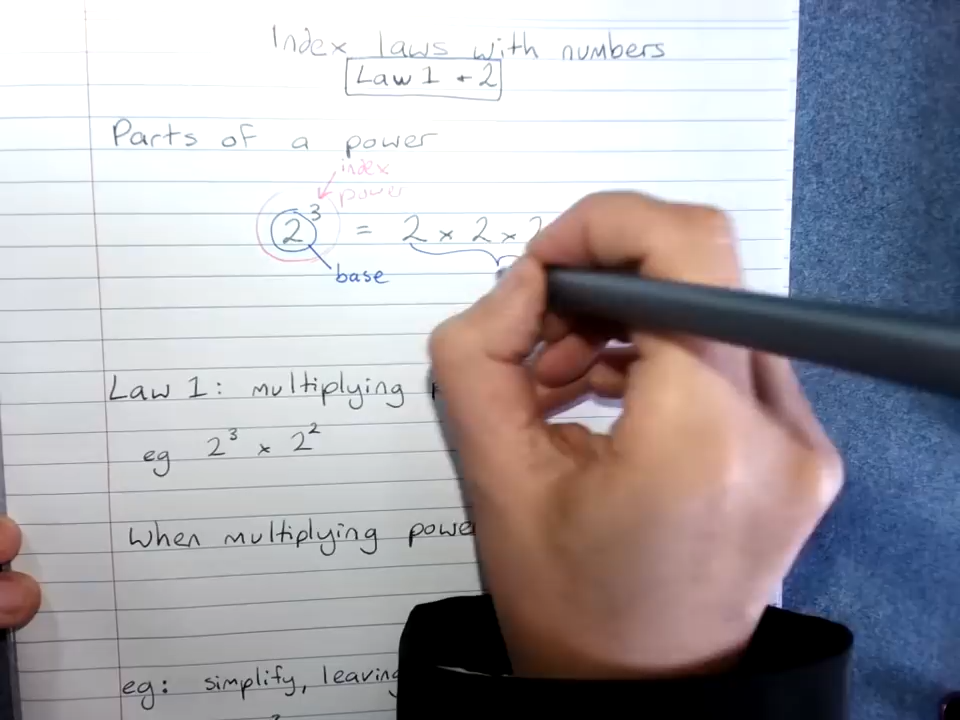 Index laws with numbers
Law 1 + 2
Parts of a power
index
power
2³ = 2 × 2 × 2
base
Law 1: multiplying
eg 2³ × 2²
When multiplying
eg: simplify, leaving